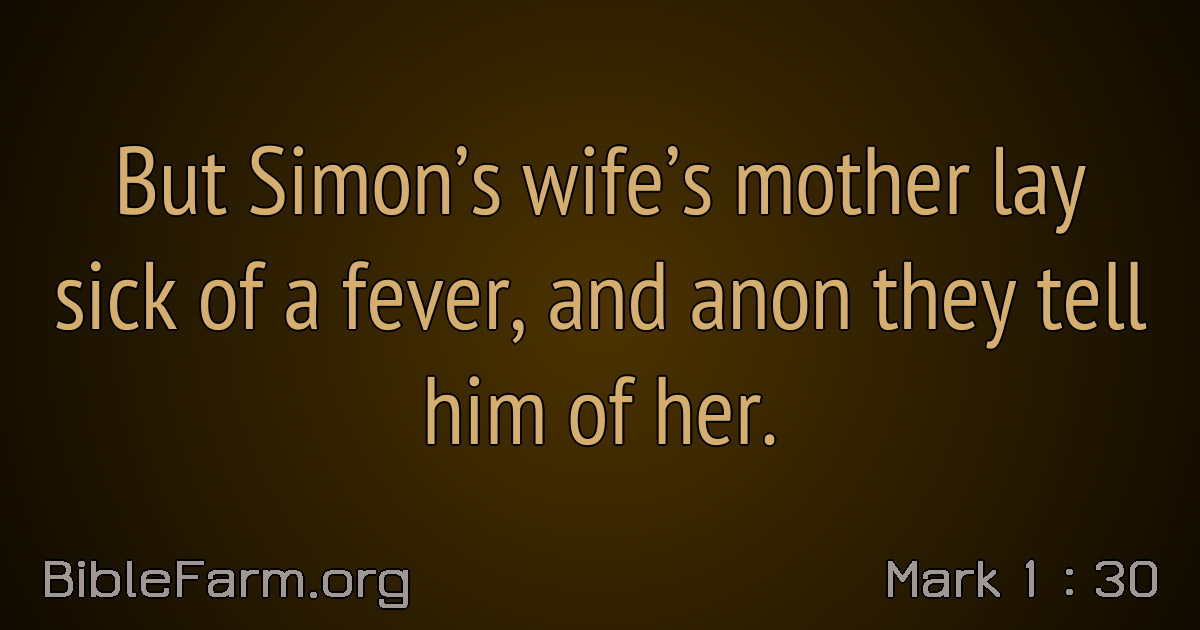 But Simon’s wife’s mother lay
sick of a fever, and anon they tell
him of her.
BibleFarm.org
Mark 1 : 30